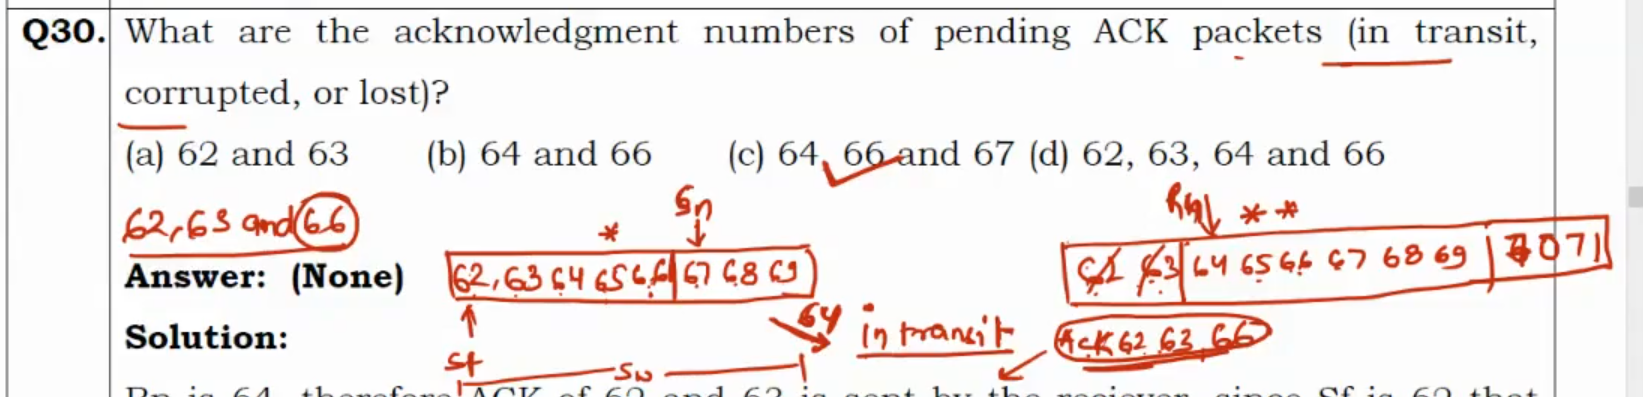 Q30. What are the acknowledgment numbers of pending ACK packets (in transit,
corrupted, or lost)?
(a) 62 and 63 (b) 64 and 66 (c) 64, 66 and 67 (d) 62, 63, 64 and 66
Sn Rn * *
62, 63 and 66 *
62, 63 64 65 66 67 68 69 62 63 64 65 66 67 68 69 70 71
Answer: (None)
64 in transit ACK 62 63, 66
Solution:
Sf Sw
Rn is 64, therefore ACK of 62 and 63 is sent by the reciever, since Sf is 62 that